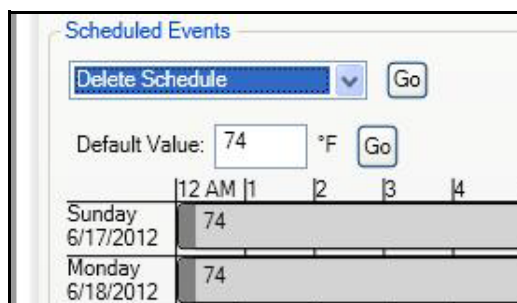 Scheduled Events
Delete Schedule Go
Default Value: 74 °F Go
12 AM 1 2 3 4
Sunday 74
6/17/2012
Monday 74
6/18/2012